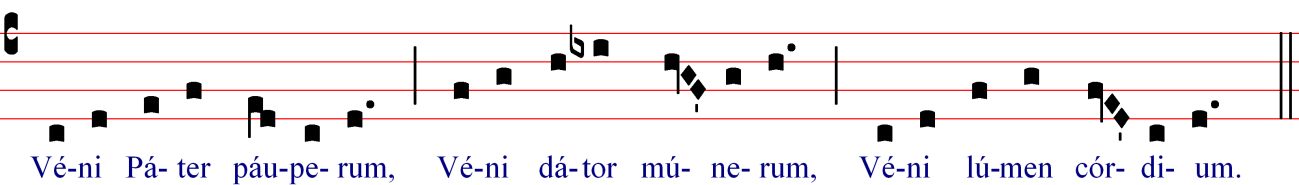 Vé-ni Pá- ter páu-pe- rum, Vé-ni dá-tor mú- ne- rum, Vé-ni lú-men cór- di- um.